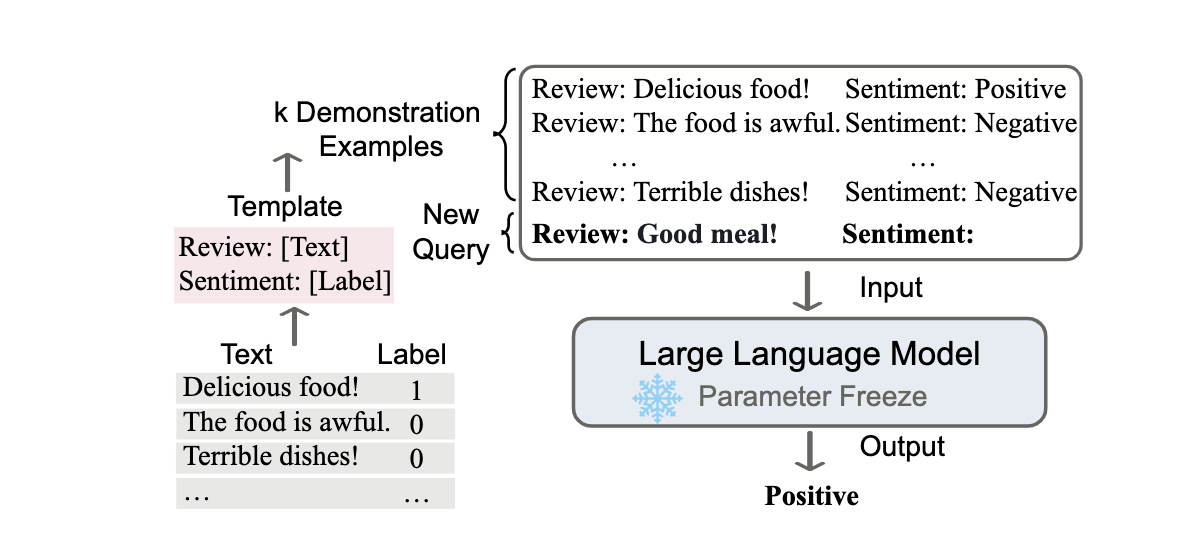 k Demonstration
Examples
Template
Review: [Text]
Sentiment: [Label]
Text Label
Delicious food! 1
The food is awful. 0
Terrible dishes! 0
... ...
Review: Delicious food! Sentiment: Positive
Review: The food is awful. Sentiment: Negative
... ...
Review: Terrible dishes! Sentiment: Negative
New
Query
Review: Good meal! Sentiment:
Input
Large Language Model
Parameter Freeze
Output
Positive